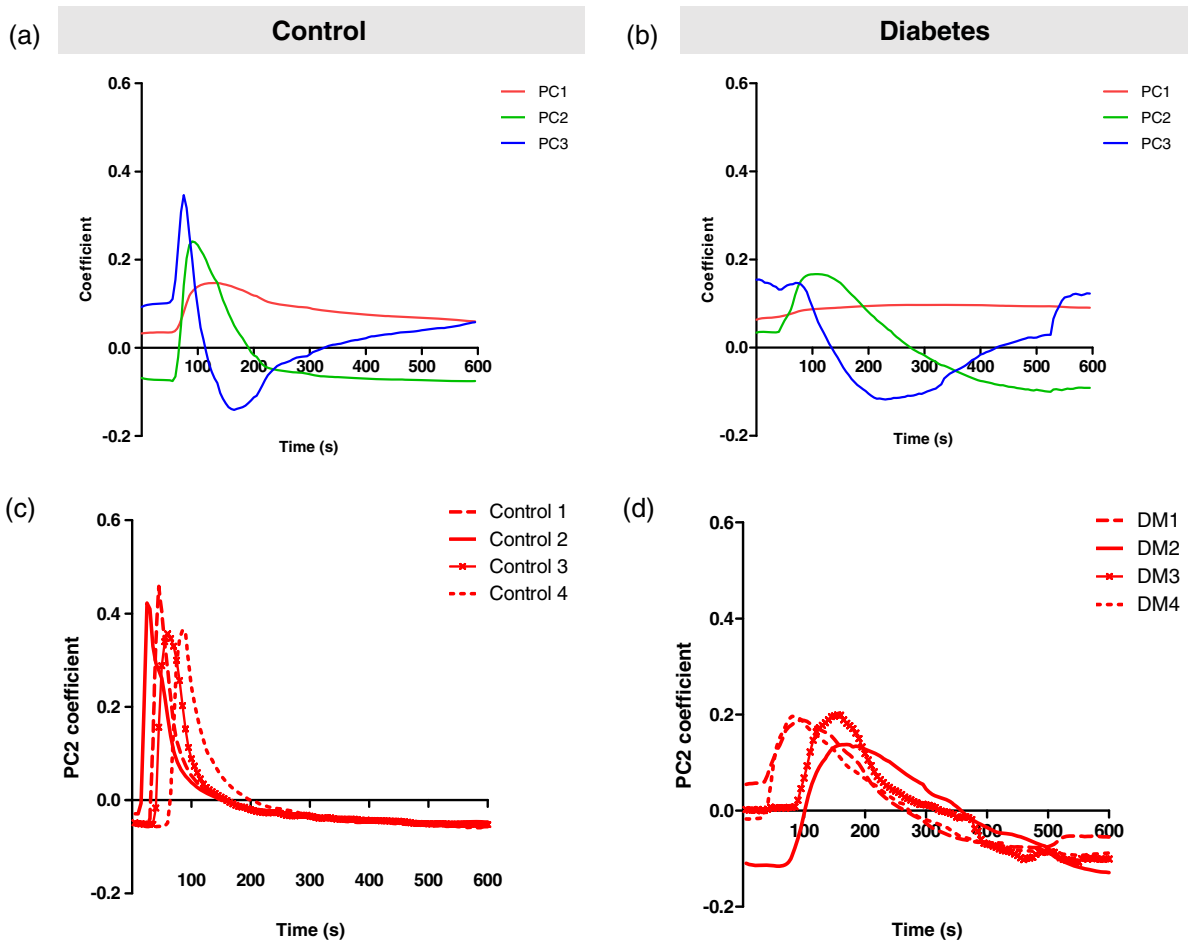 (a)
Control
0.6
0.4
0.2
0.0
-0.2
Coefficient
100 200 300 400 500 600
Time (s)
PC1
PC2
PC3
(b)
Diabetes
0.6
0.4
0.2
0.0
-0.2
Coefficient
100 200 300 400 500 600
Time (s)
PC1
PC2
PC3
(c)
0.6
0.4
0.2
0.0
-0.2
PC2 coefficient
100 200 300 400 500 600
Time (s)
Control 1
Control 2
Control 3
Control 4
(d)
0.6
0.4
0.2
0.0
-0.2
PC2 coefficient
100 200 300 400 500 600
Time (s)
DM1
DM2
DM3
DM4